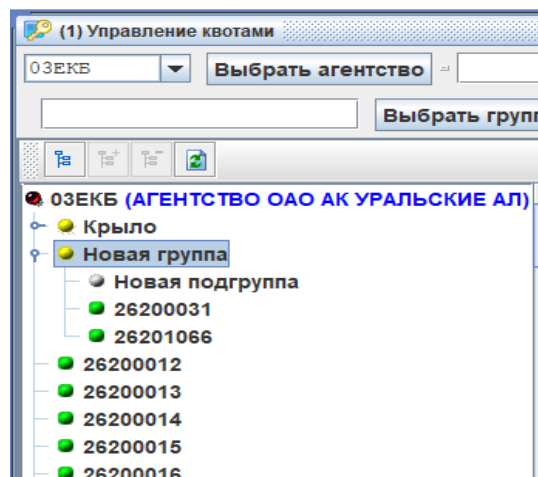 (1) Управление квотами
03ЕКБ Выбрать агентство
Выбрать
03ЕКБ (АГЕНТСТВО ОАО АК УРАЛЬСКИЕ АЛ)
Крыло
Новая группа
Новая подгруппа
26200031
26201066
26200012
26200013
26200014
26200015
26200016